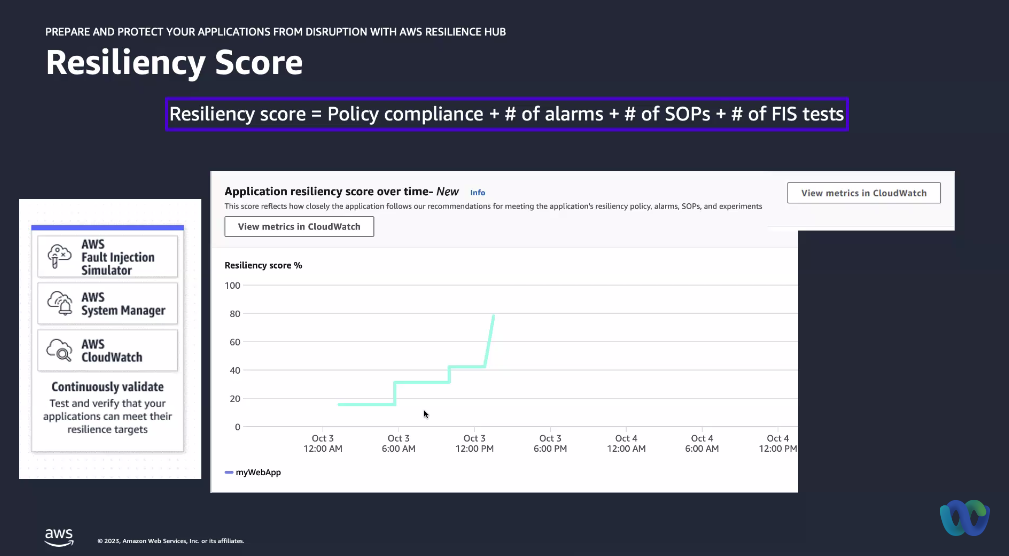 PREPARE AND PROTECT YOUR APPLICATIONS FROM DISRUPTION WITH AWS RESILIENCE HUB
Resiliency Score
Resiliency score = Policy compliance + # of alarms + # of SOPs + # of FIS tests
AWS
Fault Injection
Simulator
AWS
System Manager
AWS
CloudWatch
Continuously validate
Test and verify that your
applications can meet their
resilience targets
Application resiliency score over time- New Info
This score reflects how closely the application follows our recommendations for meeting the application's resiliency policy, alarms, SOPs, and experiments
View metrics in CloudWatch
View metrics in CloudWatch
Resiliency score %
100
80
60
40
20
0
Oct 3 Oct 3 Oct 3 Oct 3 Oct 4 Oct 4 Oct 4
12:00 AM 6:00 AM 12:00 PM 6:00 PM 12:00 AM 6:00 AM 12:00 PM
myWebApp
aws
© 2023, Amazon Web Services, Inc. or its affiliates.